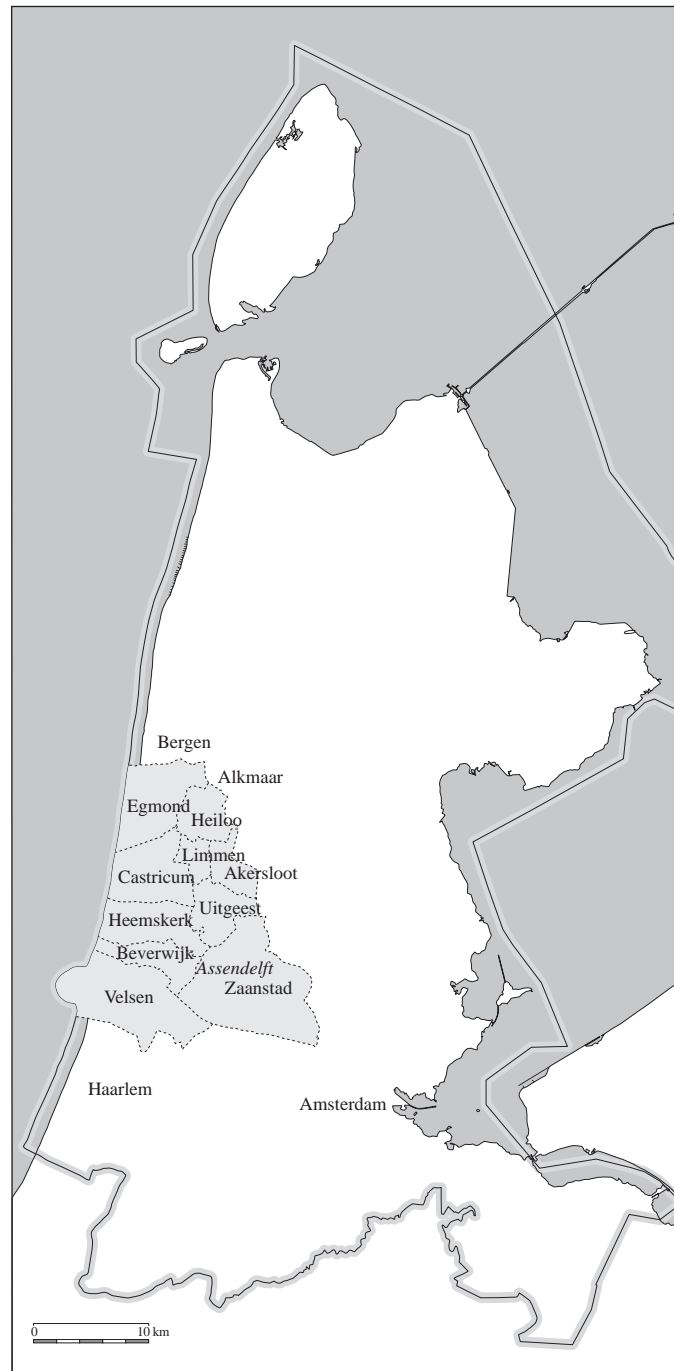 Bergen
Alkmaar
Egmond
Heiloo
Limmen
Castricum
Akersloot
Uitgeest
Heemskerk
Beverwijk
Assendelft
Zaanstad
Velsen
Haarlem
Amsterdam
0 10 km